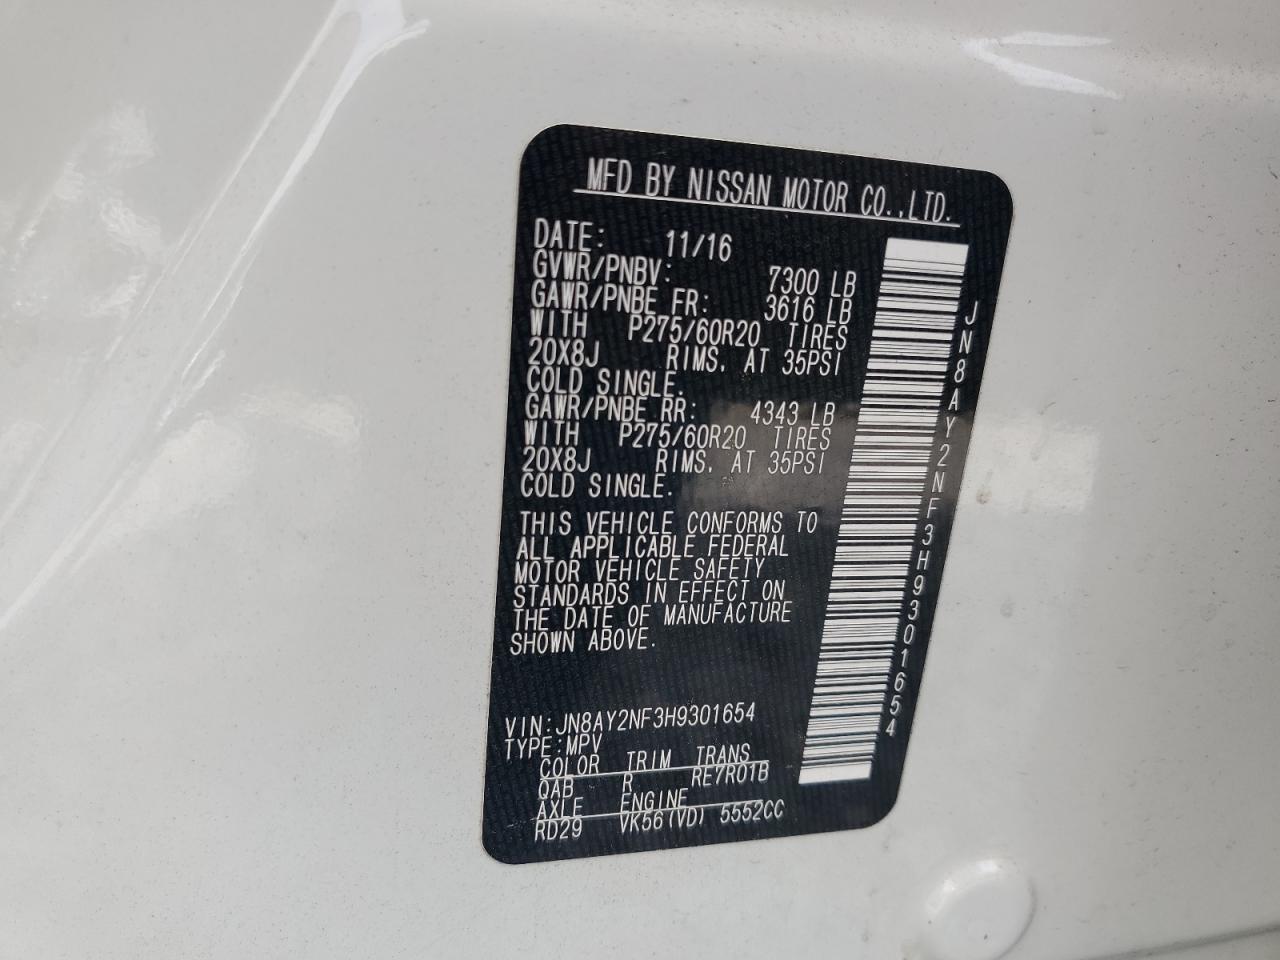 MFD BY NISSAN MOTOR CO.,LTD.
DATE: 11/16
GVWR/PNBV: 7300 LB
GAWR/PNBE FR: 3616 LB
WITH P275/60R20 TIRES
20X8J RIMS. AT 35PSI
COLD SINGLE.
GAWR/PNBE RR: 4343 LB
WITH P275/60R20 TIRES
20X8J RIMS. AT 35PSI
COLD SINGLE.
THIS VEHICLE CONFORMS TO
ALL APPLICABLE FEDERAL
MOTOR VEHICLE SAFETY
STANDARDS IN EFFECT ON
THE DATE OF MANUFACTURE
SHOWN ABOVE.
VIN:JN8AY2NF3H9301654
TYPE:MPV
COLOR TRIM TRANS
QAB R RE7R01B
AXLE ENGINE
RD29 VK56(VD) 5552CC
JN8AY2NF3H9301654